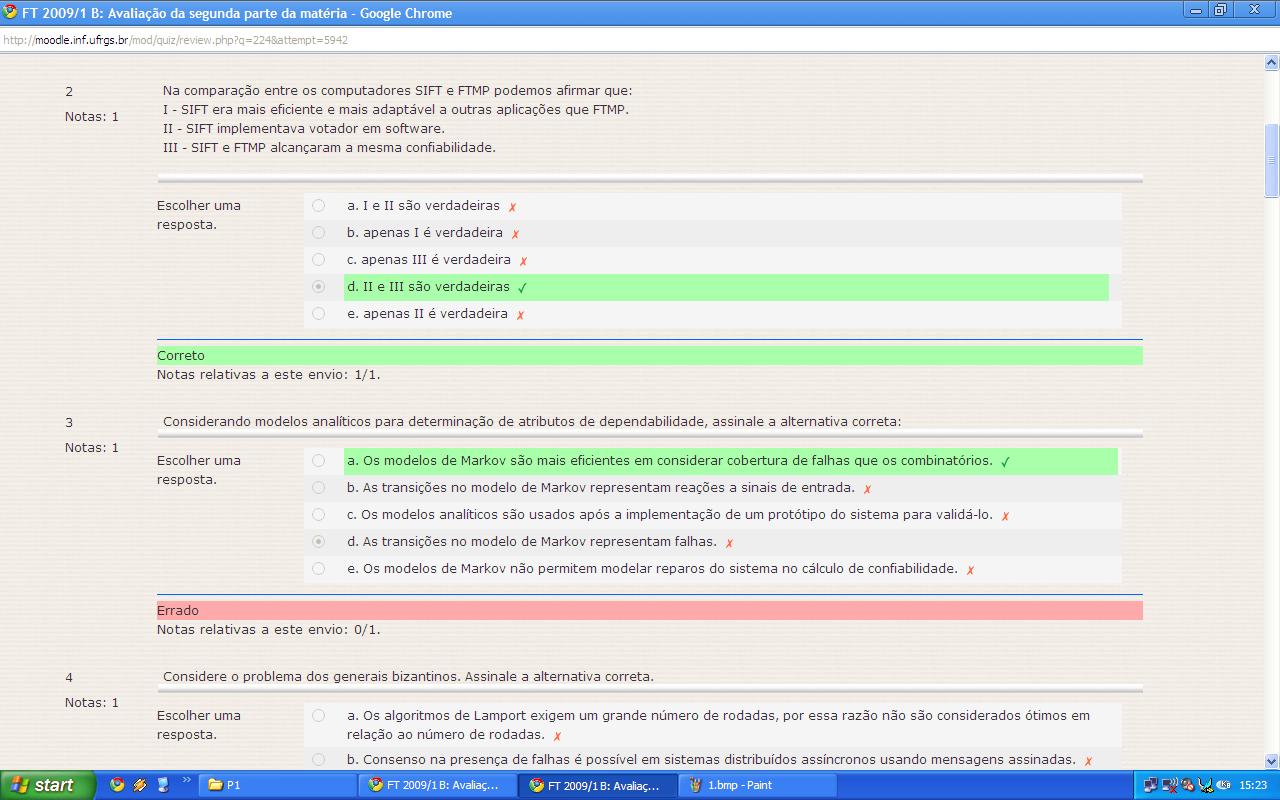 FT 2009/1 B: Avaliação da segunda parte da matéria - Google Chrome
http://moodle.inf.ufrgs.br/mod/quiz/review.php?q=224&attempt=5942
2
Notas: 1
Na comparação entre os computadores SIFT e FTMP podemos afirmar que:
I - SIFT era mais eficiente e mais adaptável a outras aplicações que FTMP.
II - SIFT implementava votador em software.
III - SIFT e FTMP alcançaram a mesma confiabilidade.
Escolher uma
resposta.
a. I e II são verdadeiras ✗
b. apenas I é verdadeira ✗
c. apenas III é verdadeira ✗
d. II e III são verdadeiras ✓
e. apenas II é verdadeira ✗
Correto
Notas relativas a este envio: 1/1.
3
Notas: 1
Considerando modelos analíticos para determinação de atributos de dependabilidade, assinale a alternativa correta:
Escolher uma
resposta.
a. Os modelos de Markov são mais eficientes em considerar cobertura de falhas que os combinatórios. ✓
b. As transições no modelo de Markov representam reações a sinais de entrada. ✗
c. Os modelos analíticos são usados após a implementação de um protótipo do sistema para validá-lo. ✗
d. As transições no modelo de Markov representam falhas. ✗
e. Os modelos de Markov não permitem modelar reparos do sistema no cálculo de confiabilidade. ✗
Errado
Notas relativas a este envio: 0/1.
4
Notas: 1
Considere o problema dos generais bizantinos. Assinale a alternativa correta.
Escolher uma
resposta.
a. Os algoritmos de Lamport exigem um grande número de rodadas, por essa razão não são considerados ótimos em
relação ao número de rodadas. ✗
b. Consenso na presença de falhas é possível em sistemas distribuídos assíncronos usando mensagens assinadas. ✗
start
P1
FT 2009/1 B: Avaliaç...
FT 2009/1 B: Avaliaç...
1.bmp - Paint
15:23